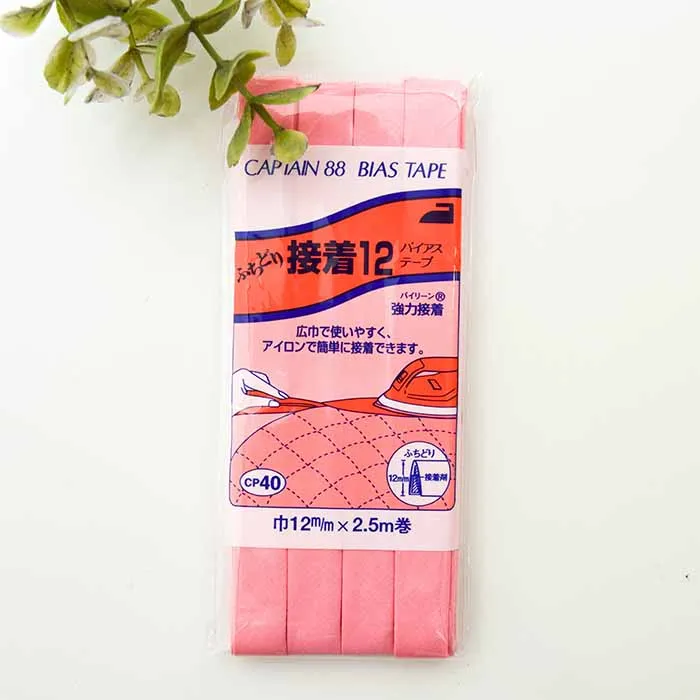 CAPTAIN 88 BIAS TAPE
ふちどり 接着12 バイアス
テープ
バイリーン®
強力接着
広巾で使いやすく、
アイロンで簡単に接着できます。
ふちどり
12mm 接着剤
CP40
巾12m/m×2.5m巻